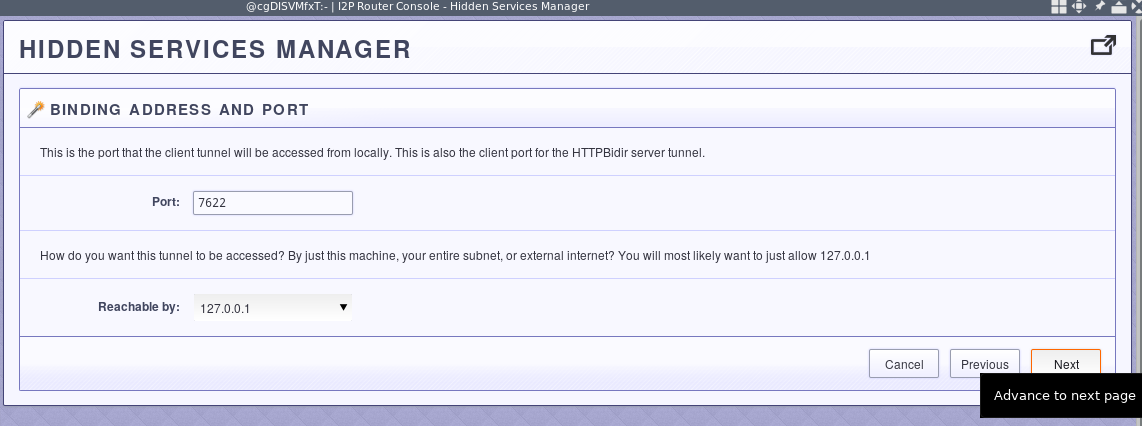 @cgDISVMfxT:- | I2P Router Console - Hidden Services Manager
HIDDEN SERVICES MANAGER
BINDING ADDRESS AND PORT
This is the port that the client tunnel will be accessed from locally. This is also the client port for the HTTPBidir server tunnel.
Port: 7622
How do you want this tunnel to be accessed? By just this machine, your entire subnet, or external internet? You will most likely want to just allow 127.0.0.1
Reachable by: 127.0.0.1
Cancel Previous Next
Advance to next page